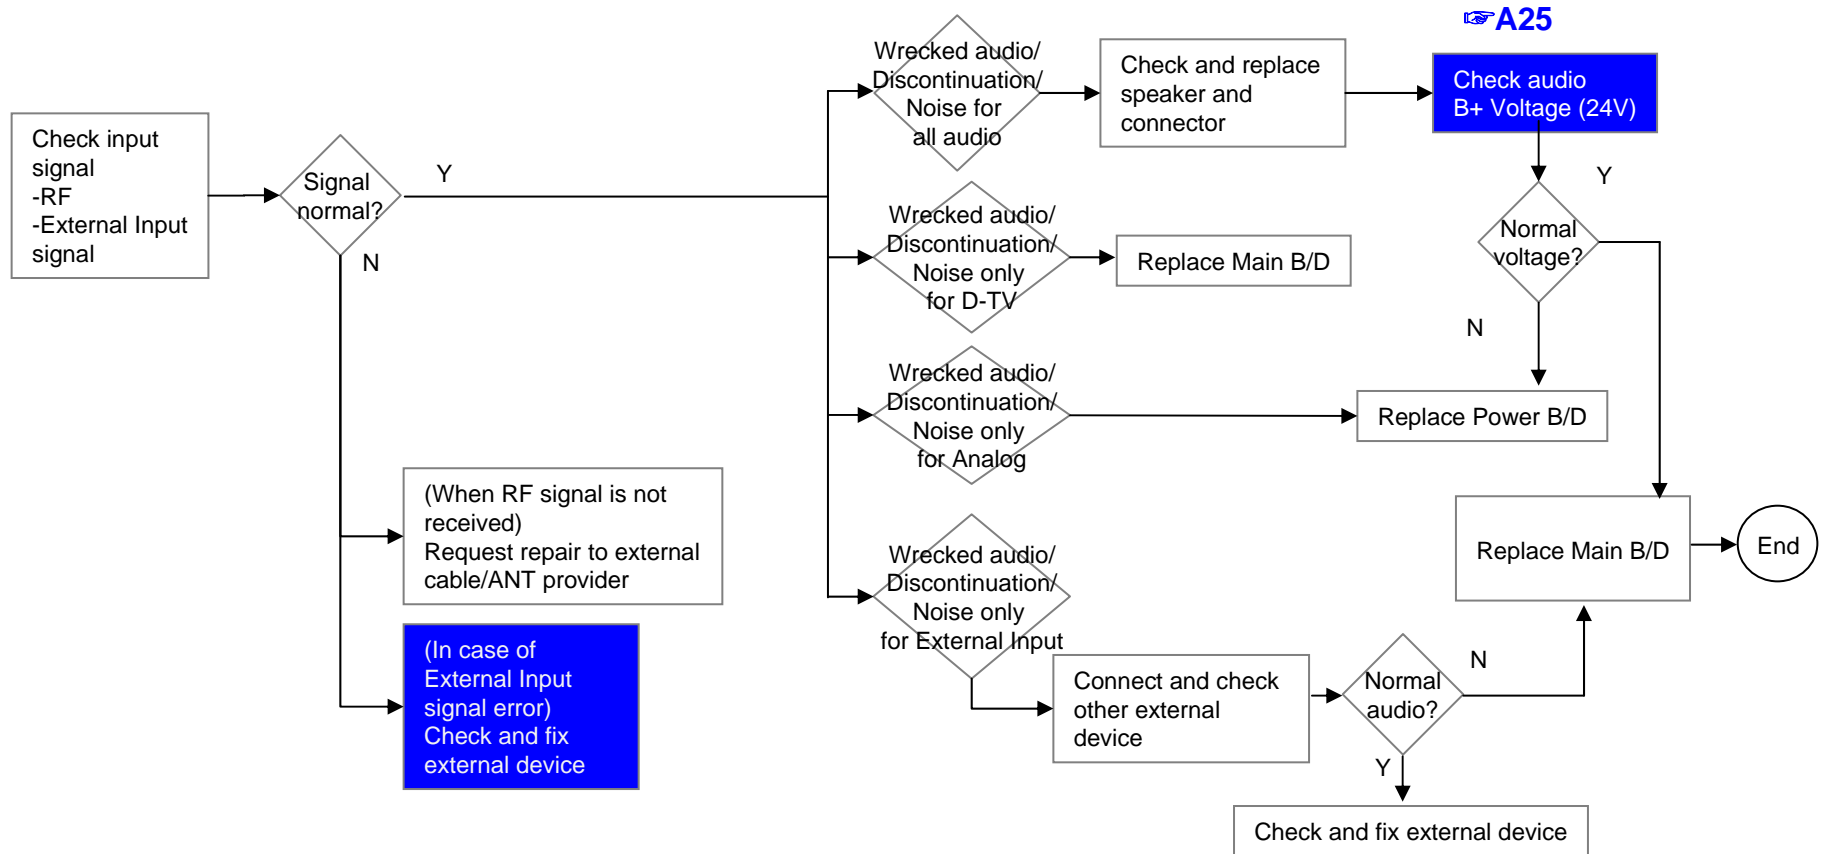 ☞A25
Check input
signal
-RF
-External Input
signal
Signal
normal?
Y
N
(When RF signal is not
received)
Request repair to external
cable/ANT provider
(In case of
External Input
signal error)
Check and fix
external device
Wrecked audio/
Discontinuation/
Noise for
all audio
Check and replace
speaker and
connector
Check audio
B+ Voltage (24V)
Y
Normal
voltage?
N
Wrecked audio/
Discontinuation/
Noise only
for D-TV
Replace Main B/D
Wrecked audio/
Discontinuation/
Noise only
for Analog
Replace Power B/D
Wrecked audio/
Discontinuation/
Noise only
for External Input
Connect and check
other external
device
Normal
audio?
N
Y
Replace Main B/D
End
Check and fix external device